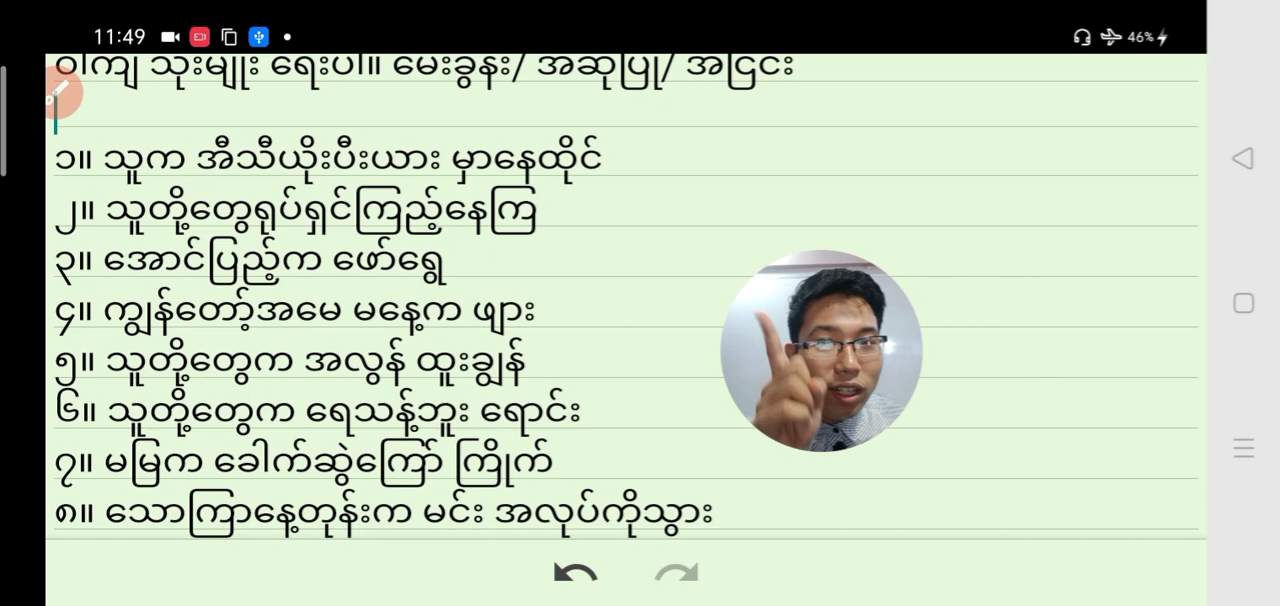 11:49
46%
ဝါကျ သုံးမျိုး ရေးပါ။ မေးခွန်း/ အဆိုပြု/ အငြင်း
၁။ သူက အီသီယိုးပီးယား မှာနေထိုင်
၂။ သူတို့တွေရုပ်ရှင်ကြည့်နေကြ
၃။ အောင်ပြည့်က ဖော်ရွေ
၄။ ကျွန်တော့်အမေ မနေ့က ဖျား
၅။ သူတို့တွေက အလွန် ထူးချွန်
၆။ သူတို့တွေက ရေသန့်ဘူး ရောင်း
၇။ မမြက ခေါက်ဆွဲကြော် ကြိုက်
၈။ သောကြာနေ့တုန်းက မင်း အလုပ်ကိုသွား